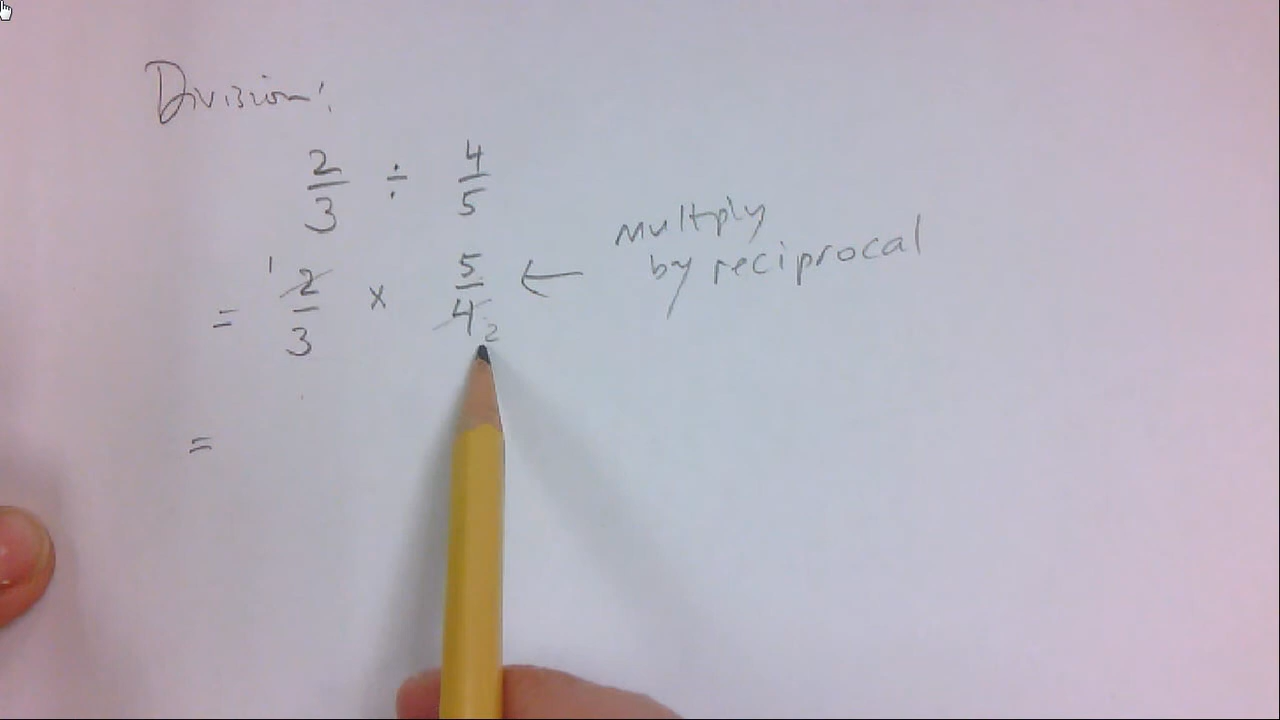 Division:
2/3 ÷ 4/5
= 1 2/3 × 5/4 2 ← multiply
by reciprocal
=